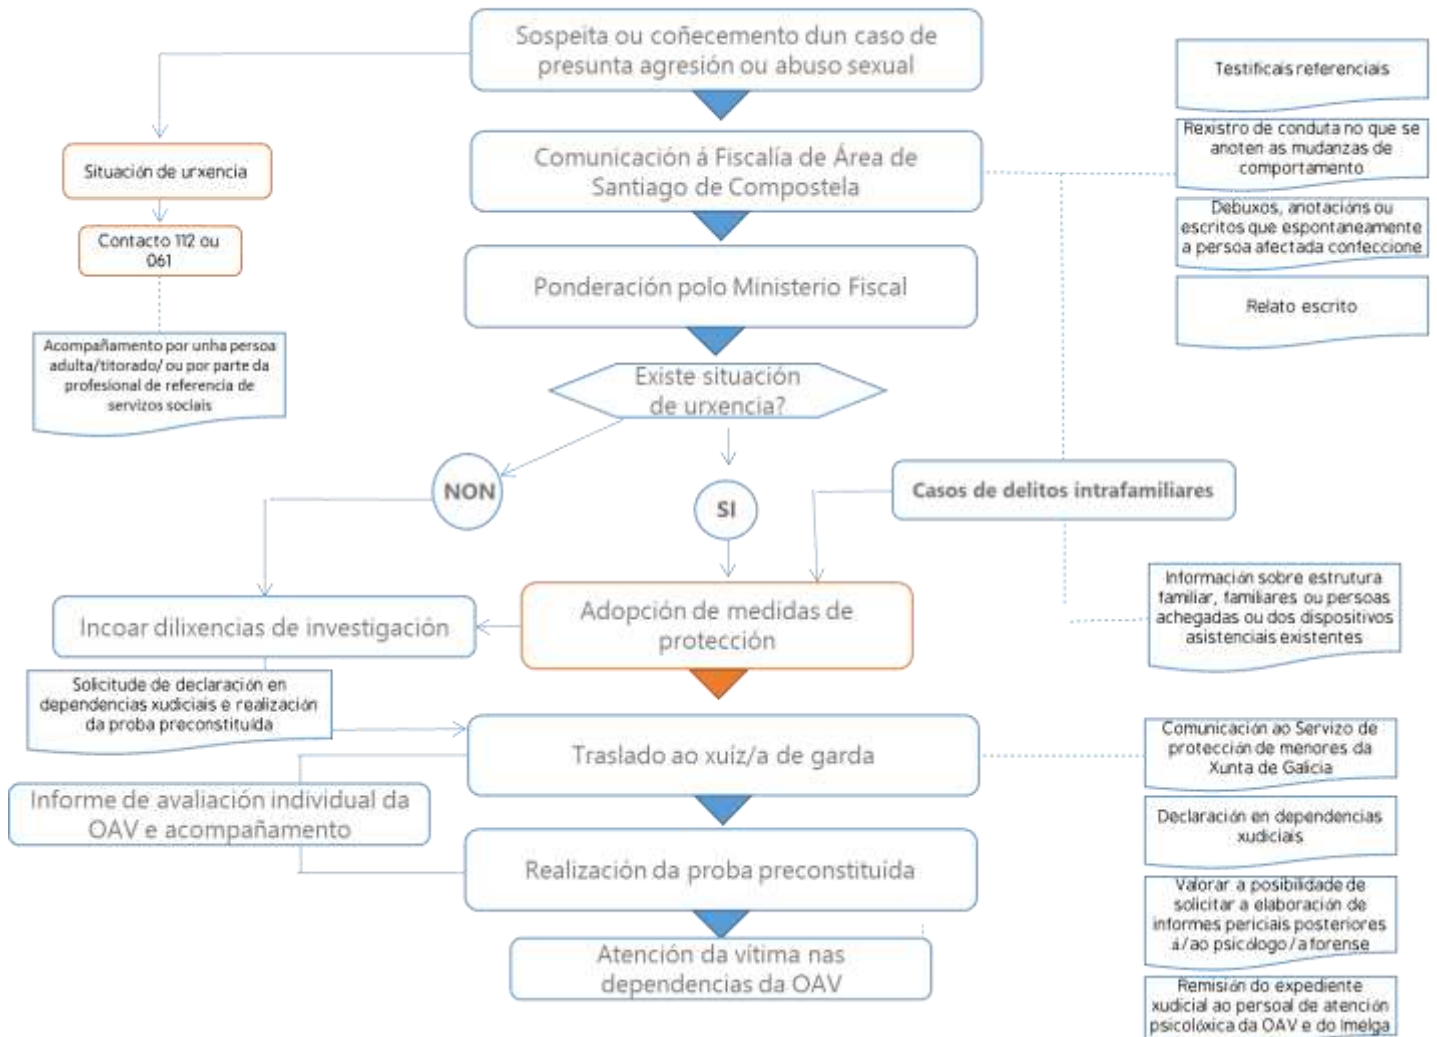 Sospeita ou coñecemento dun caso de
presunta agresión ou abuso sexual
Situación de urxencia
Contacto 112 ou
061
Acompañamento por unha persoa
adulta/titorado/ ou por parte da
profesional de referencia de
servizos sociais
Comunicación á Fiscalía de Área de
Santiago de Compostela
Testificais referenciais
Rexistro de conduta no que se
anoten as mudanzas de
comportamento
Debuxos, anotacións ou
escritos que espontaneamente
a persoa afectada confeccione
Relato escrito
Ponderación polo Ministerio Fiscal
Existe situación
de urxencia?
NON
SI
Casos de delitos intrafamiliares
Información sobre estrutura
familiar, familiares ou persoas
achegadas ou dos dispositivos
asistenciais existentes
Adopción de medidas de
protección
Incoar dilixencias de investigación
Solicitude de declaración en
dependencias xudiciais e realización
da proba preconstituída
Traslado ao xuíz/a de garda
Comunicación ao Servizo de
protección de menores da
Xunta de Galicia
Declaración en dependencias
xudiciais
Valorar a posibilidade de
solicitar a elaboración de
informes periciais posteriores
á/ao psicólogo/a forense
Remisión do expediente
xudicial ao persoal de atención
psicolóxica da OAV e do Imelga
Informe de avaliación individual da
OAV e acompañamento
Realización da proba preconstituída
Atención da vítima nas
dependencias da OAV